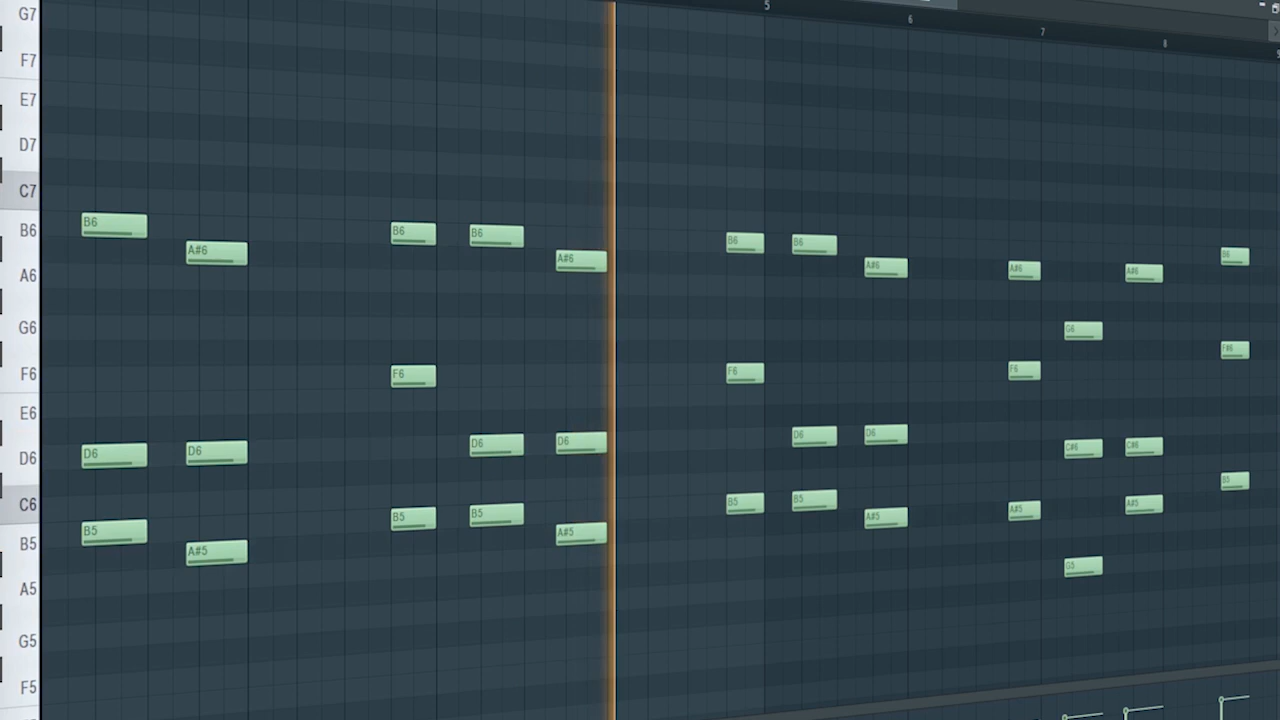 5
6
7
8
G7
F7
E7
D7
C7
B6
A6
G6
F6
E6
D6
C6
B5
A5
G5
F5
B6 B6 B6 B6 B6 B6
A#6 A#6 A#6 A#6 A#6
G6
F6 F6 F6 F#6
D6 D6 D6 D6 D6 D6 C#6 C#6
B5 B5 B5 B5 B5 B5
A#5 A#5 A#5 A#5 A#5
G5